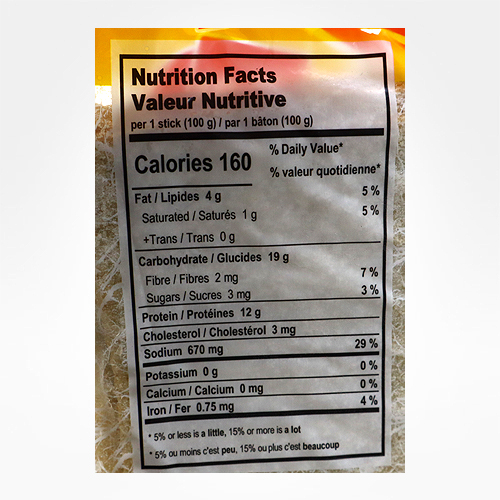 Nutrition Facts
Valeur Nutritive
per 1 stick (100 g) / par 1 bâton (100 g)
Calories 160
% Daily Value*
% valeur quotidienne*
Fat / Lipides 4 g 5 %
Saturated / Saturés 1 g 5 %
+Trans / Trans 0 g
Carbohydrate / Glucides 19 g
Fibre / Fibres 2 mg 7 %
Sugars / Sucres 3 mg 3 %
Protein / Protéines 12 g
Cholesterol / Cholestérol 3 mg
Sodium 670 mg 29 %
Potassium 0 g 0 %
Calcium / Calcium 0 mg 0 %
Iron / Fer 0.75 mg 4 %
* 5% or less is a little, 15% or more is a lot
* 5% ou moins c'est peu, 15% ou plus c'est beaucoup